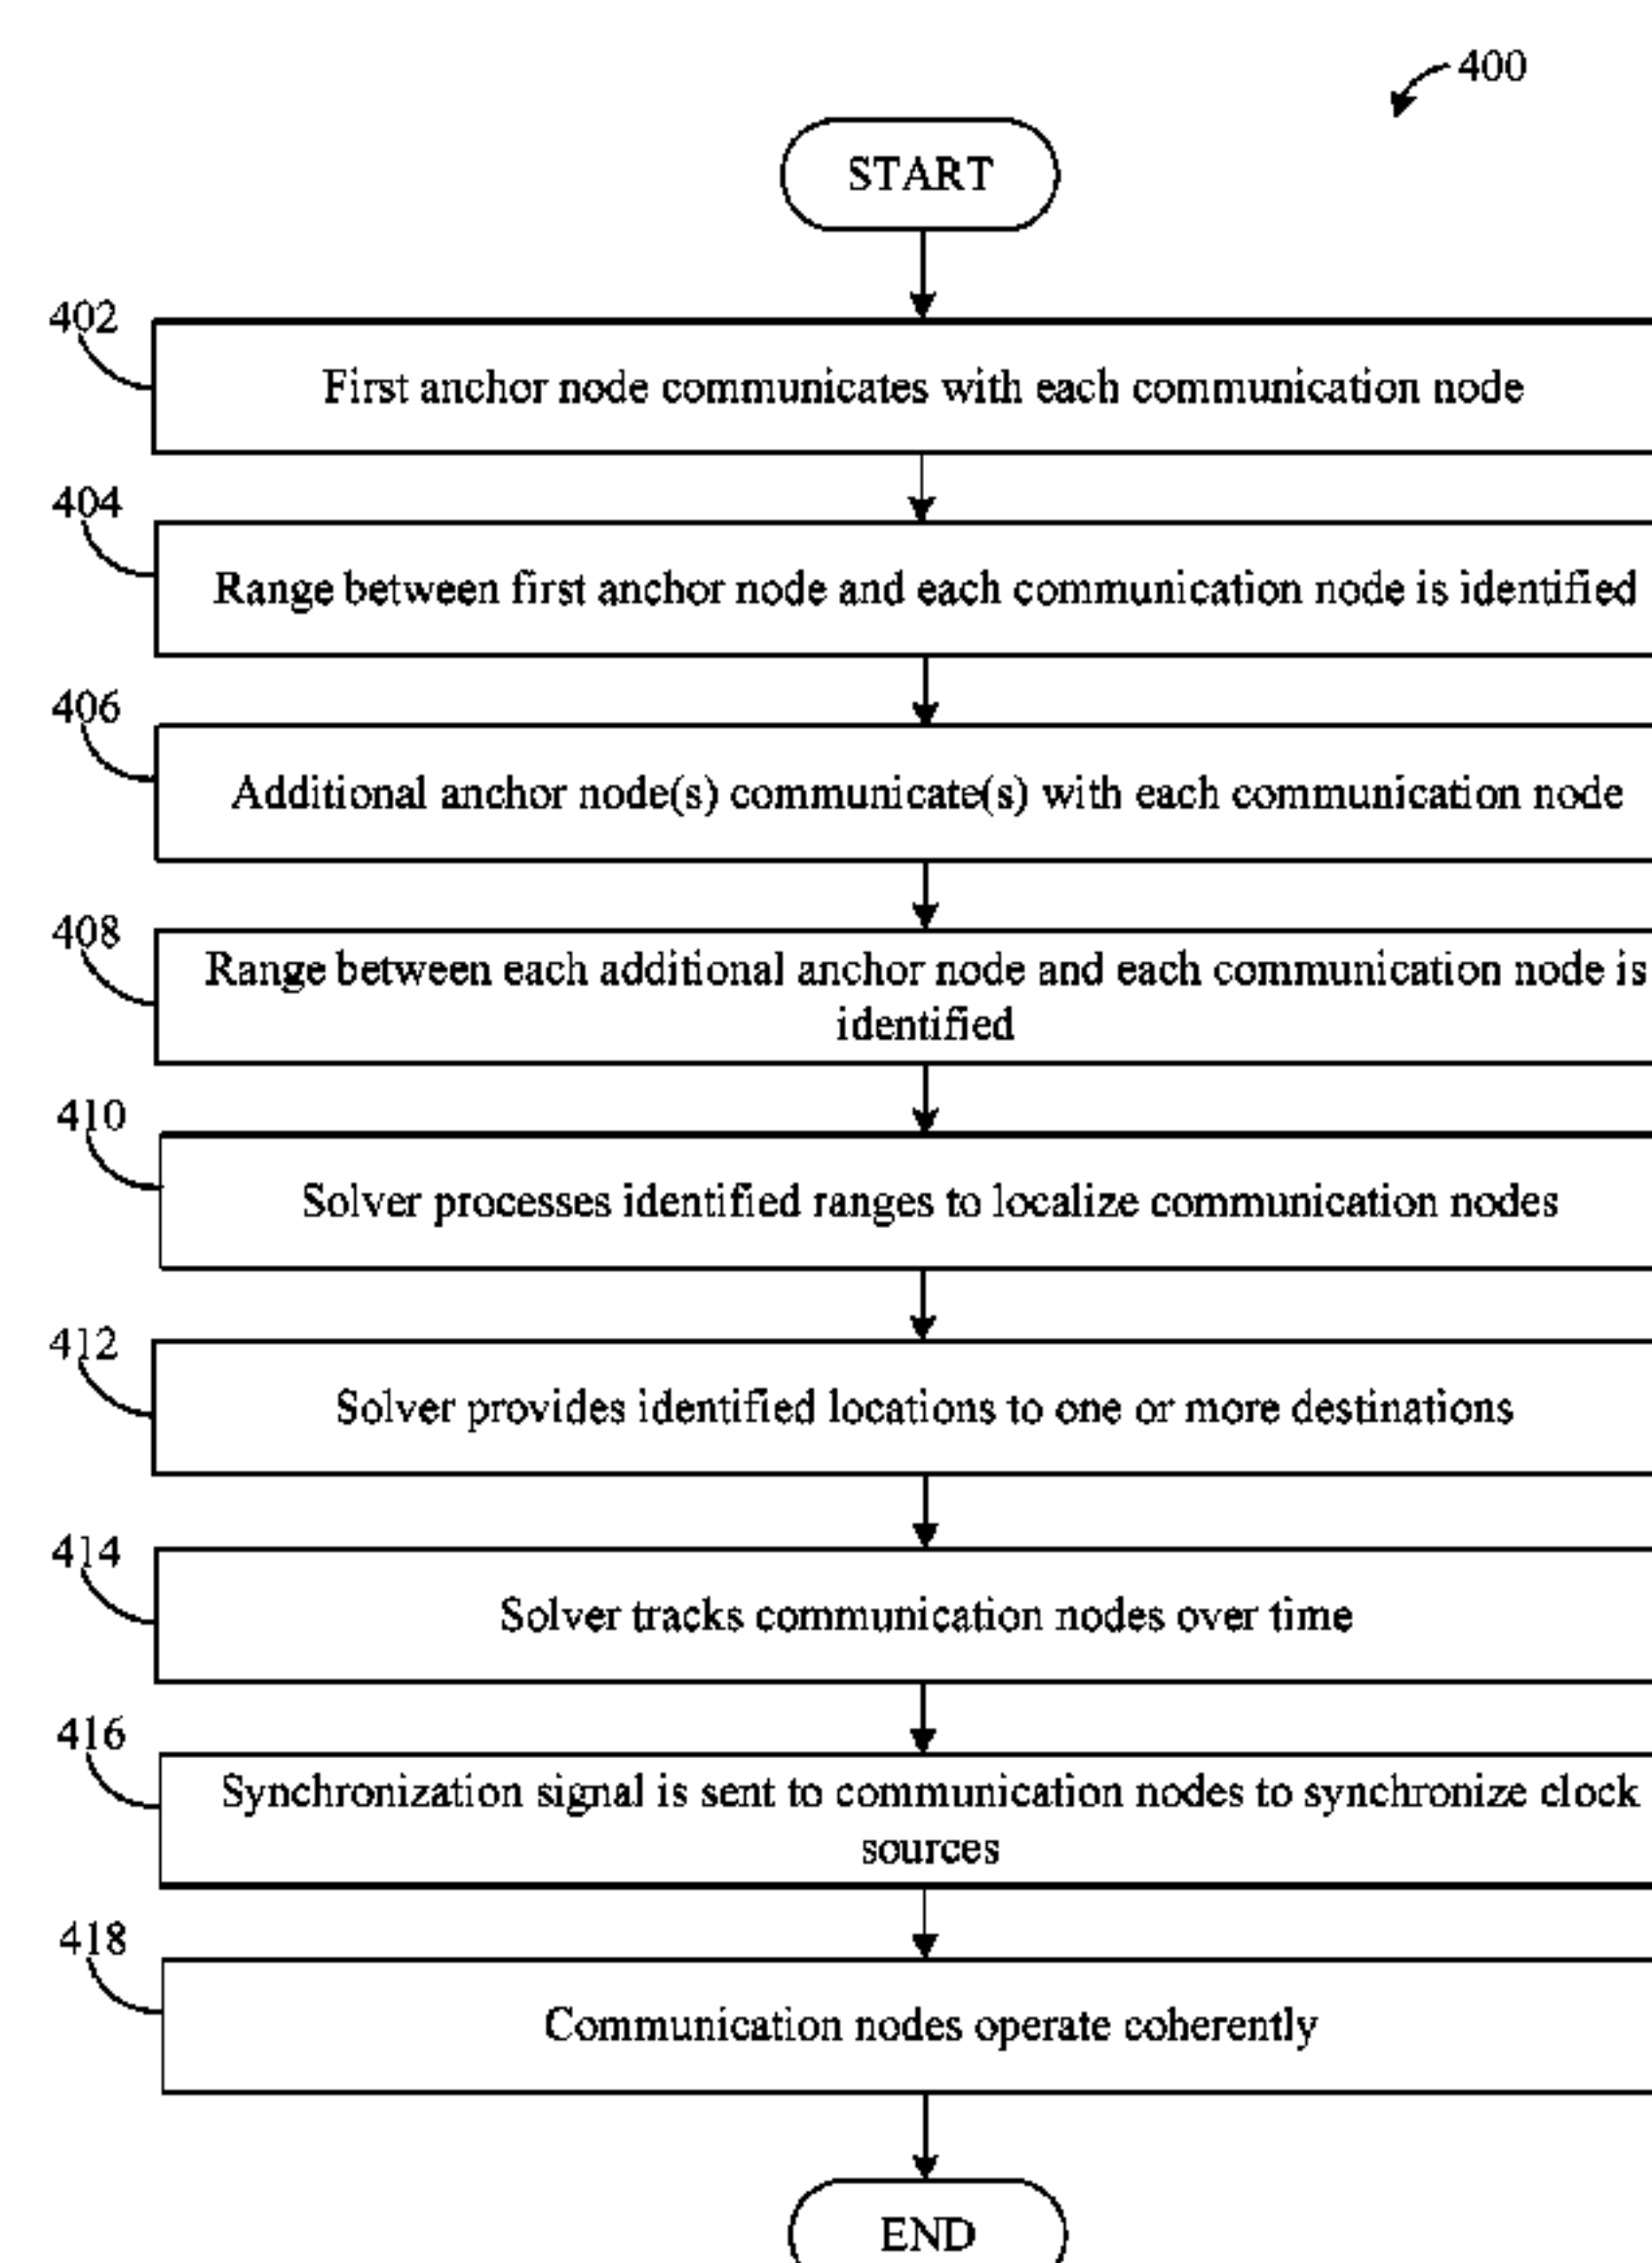 400
START
402
First anchor node communicates with each communication node
404
Range between first anchor node and each communication node is identified
406
Additional anchor node(s) communicate(s) with each communication node
408
Range between each additional anchor node and each communication node is
identified
410
Solver processes identified ranges to localize communication nodes
412
Solver provides identified locations to one or more destinations
414
Solver tracks communication nodes over time
416
Synchronization signal is sent to communication nodes to synchronize clock
sources
418
Communication nodes operate coherently
END